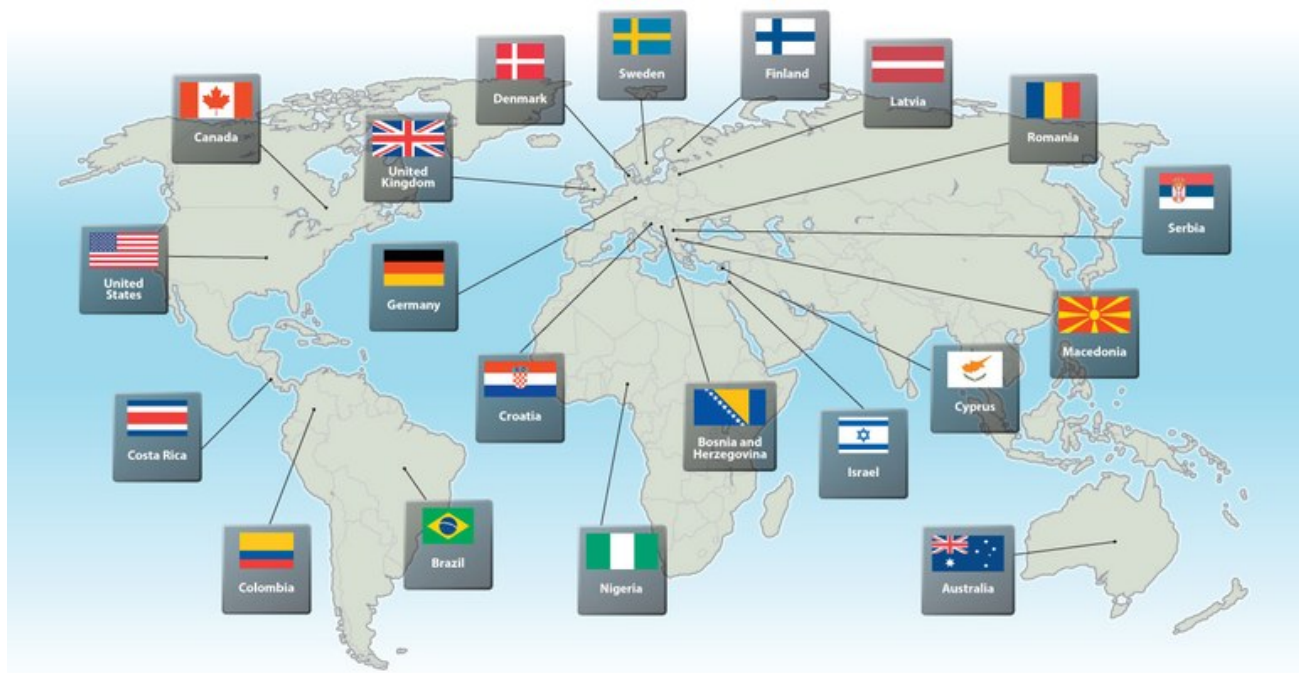 Sweden
Finland
Denmark
Latvia
Canada
Romania
United
Kingdom
Serbia
United
States
Germany
Macedonia
Croatia
Cyprus
Costa Rica
Bosnia and
Herzegovina
Israel
Colombia
Brazil
Nigeria
Australia